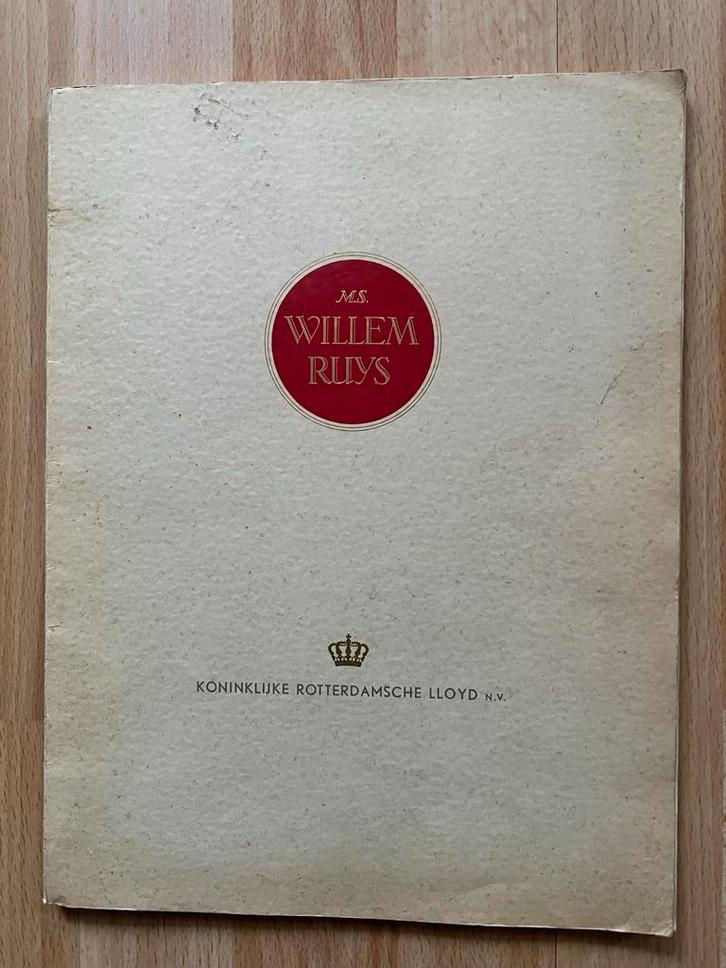 M.S.
WILLEM
RUYS
KONINKLIJKE ROTTERDAMSCHE LLOYD N.V.